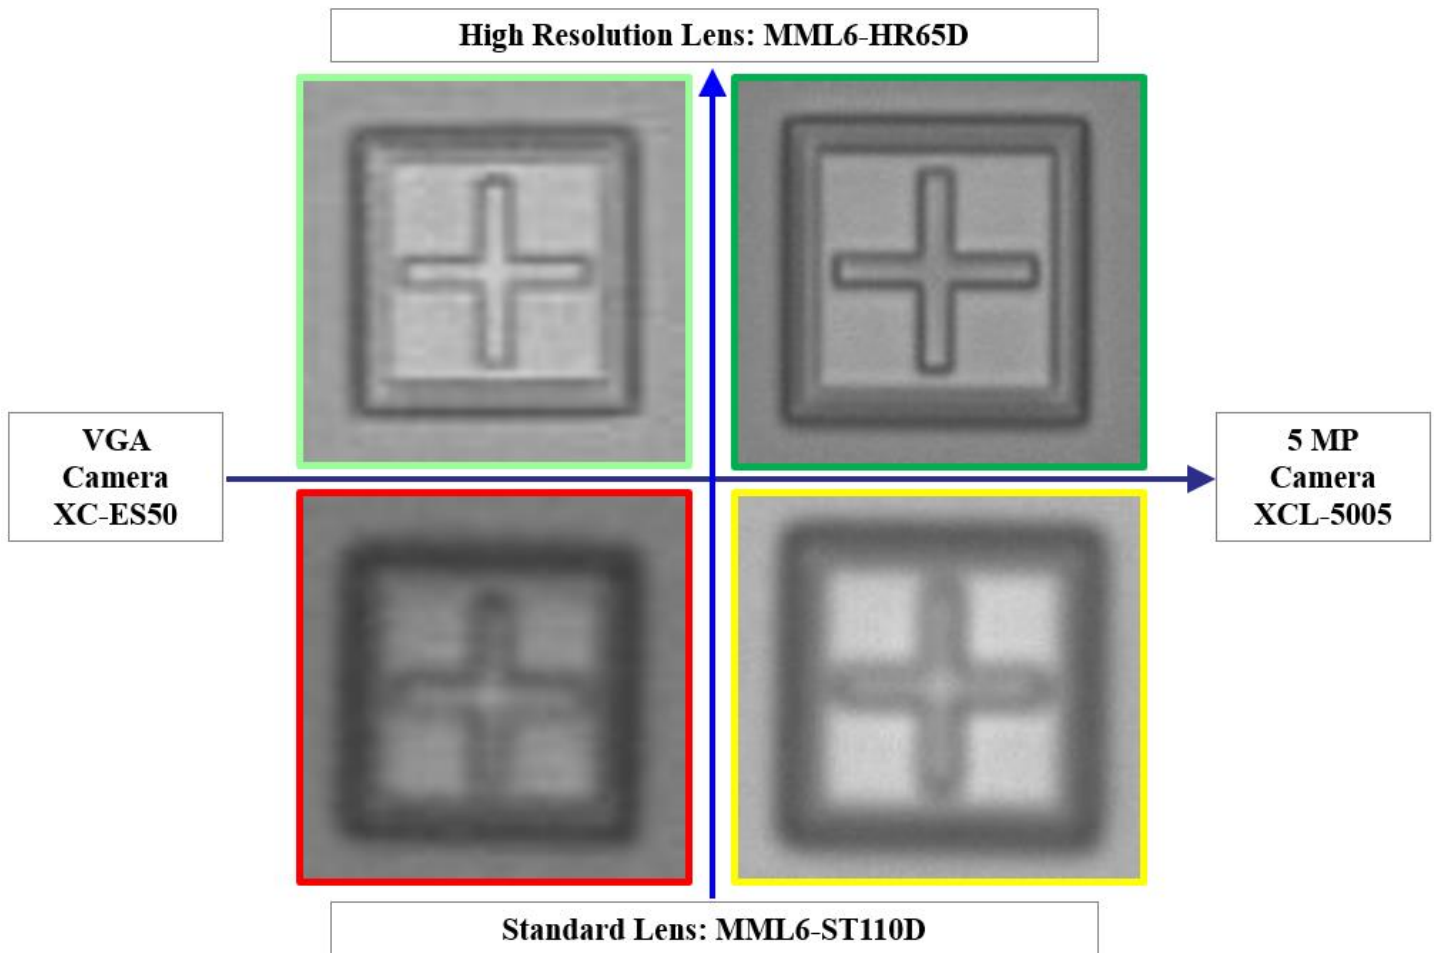 High Resolution Lens: MML6-HR65D
VGA
Camera
XC-ES50
5 MP
Camera
XCL-5005
Standard Lens: MML6-ST110D